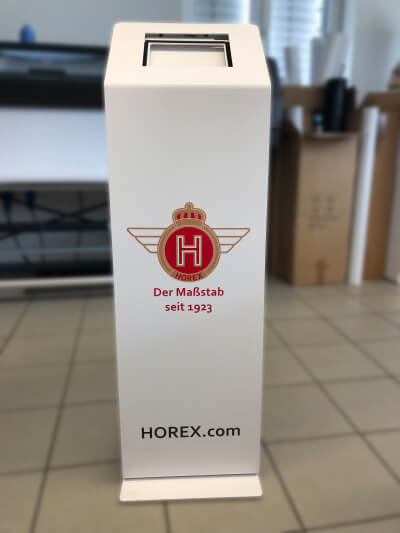 H
HOREX
Der Maßstab
seit 1923
HOREX.com